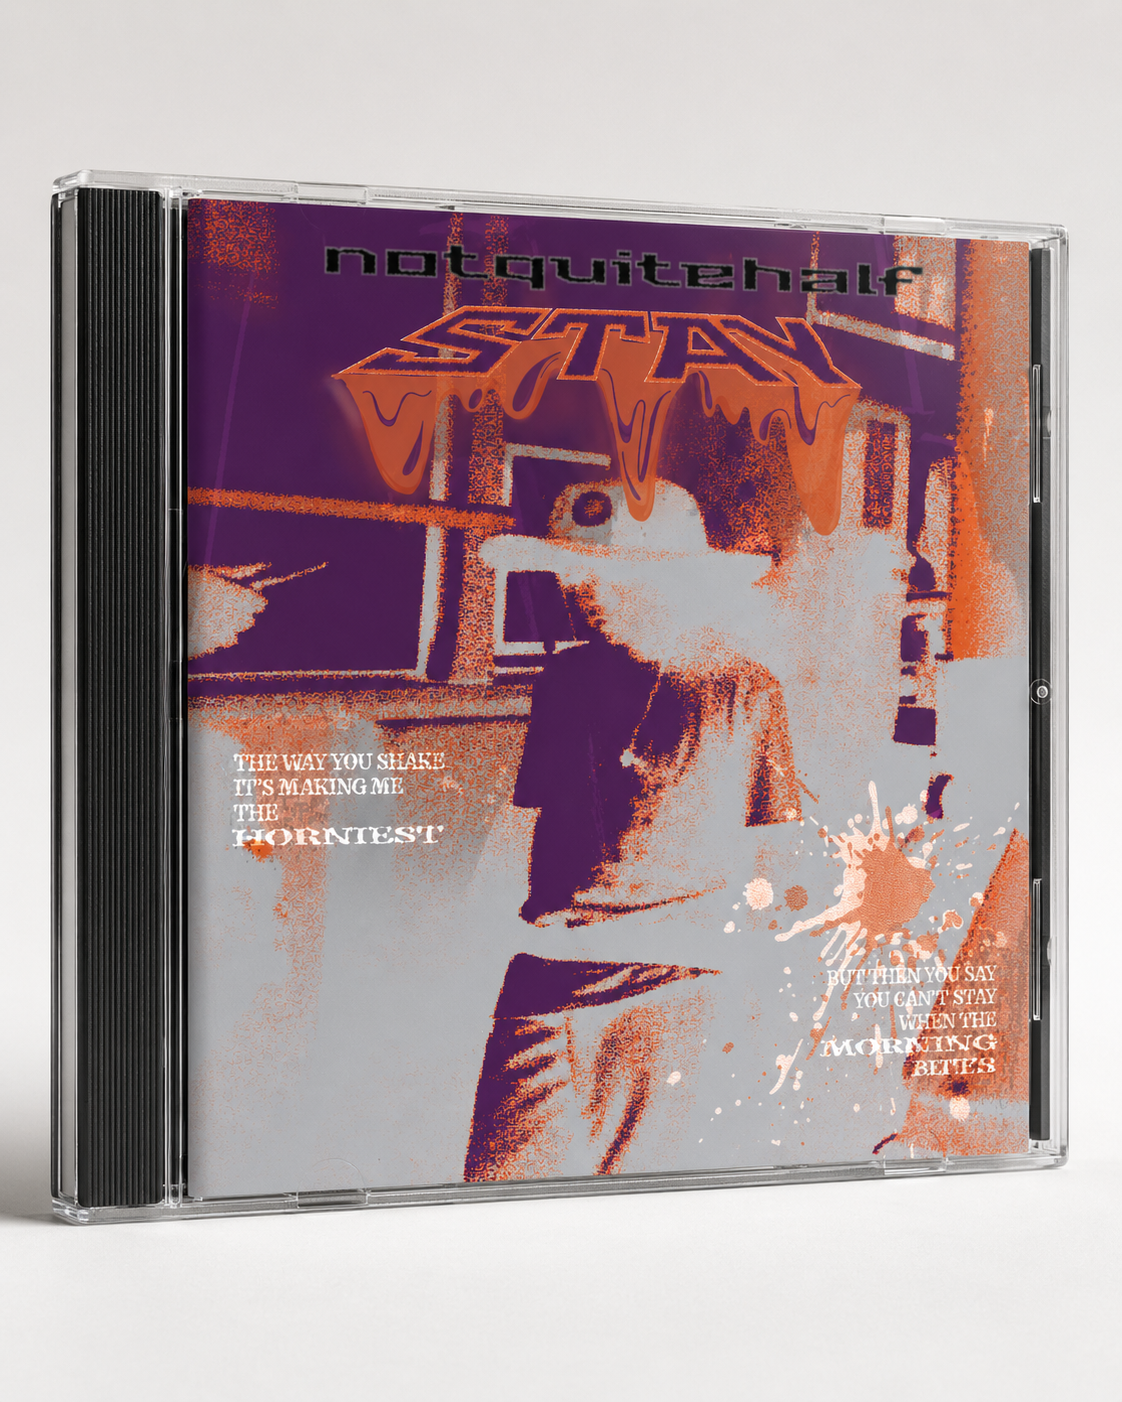 notquitehalf
STAY
THE WAY YOU SHAKE
IT'S MAKING ME
THE
HORNIEST
BUT THEN YOU SAY
YOU CAN'T STAY
WHEN THE
MORNING
BITES